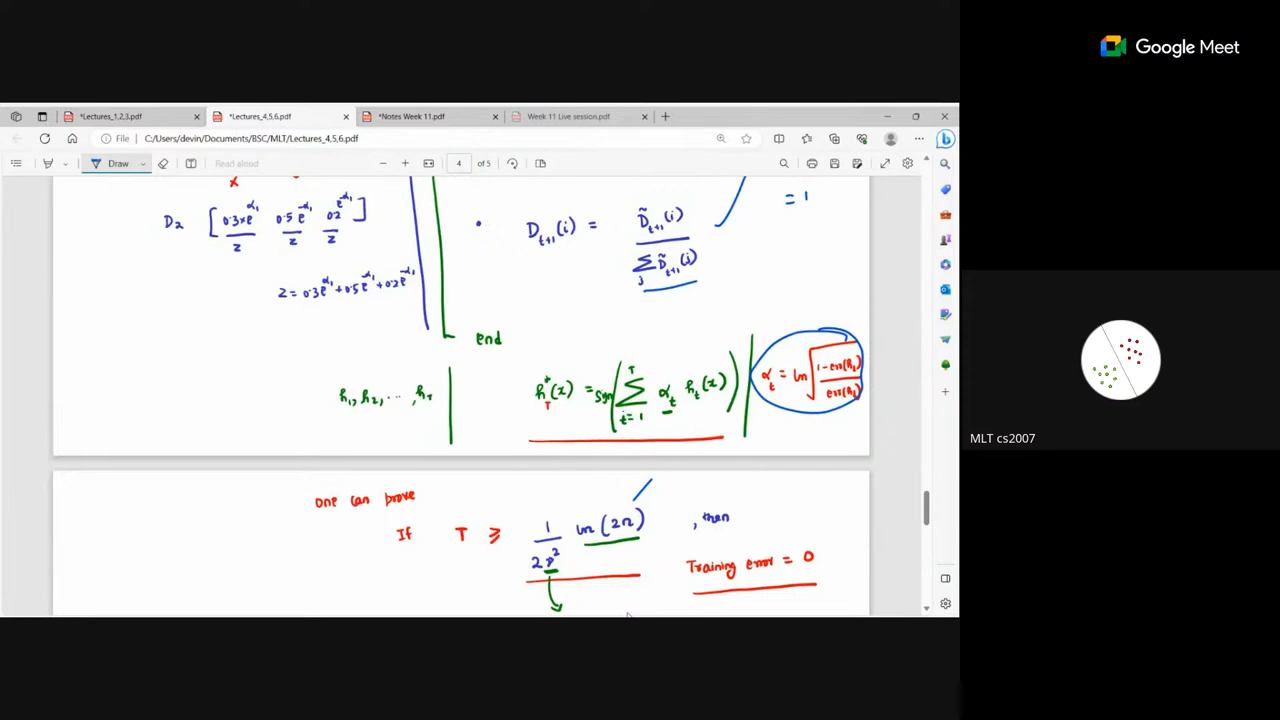 Google Meet
*Lectures_1,2,3.pdf
*Lectures_4,5,6.pdf
*Notes Week 11.pdf
Week 11 Live session.pdf
File C:/Users/devin/Documents/BSC/MLT/Lectures_4,5,6.pdf
Draw
Read aloud
4 of 5
x
D2 [0.3×e^α1/z 0.5e^-α1/z 0.2e^-α1/z]
= 1
D_t+1(i) = D̃_t+1(i) / Σ_j D̃_t+1(i)
z = 0.3e^α1 + 0.5e^-α1 + 0.2e^-α1
end
h1, h2, ..., hT
h*_T(x) = sgn(Σ_t=1^T α_t h_t(x))
α_t = ln √(1-err(h_t) / err(h_t))
MLT cs2007
One can prove
If T ≥ 1/2γ² ln(2n), then
Training error = 0